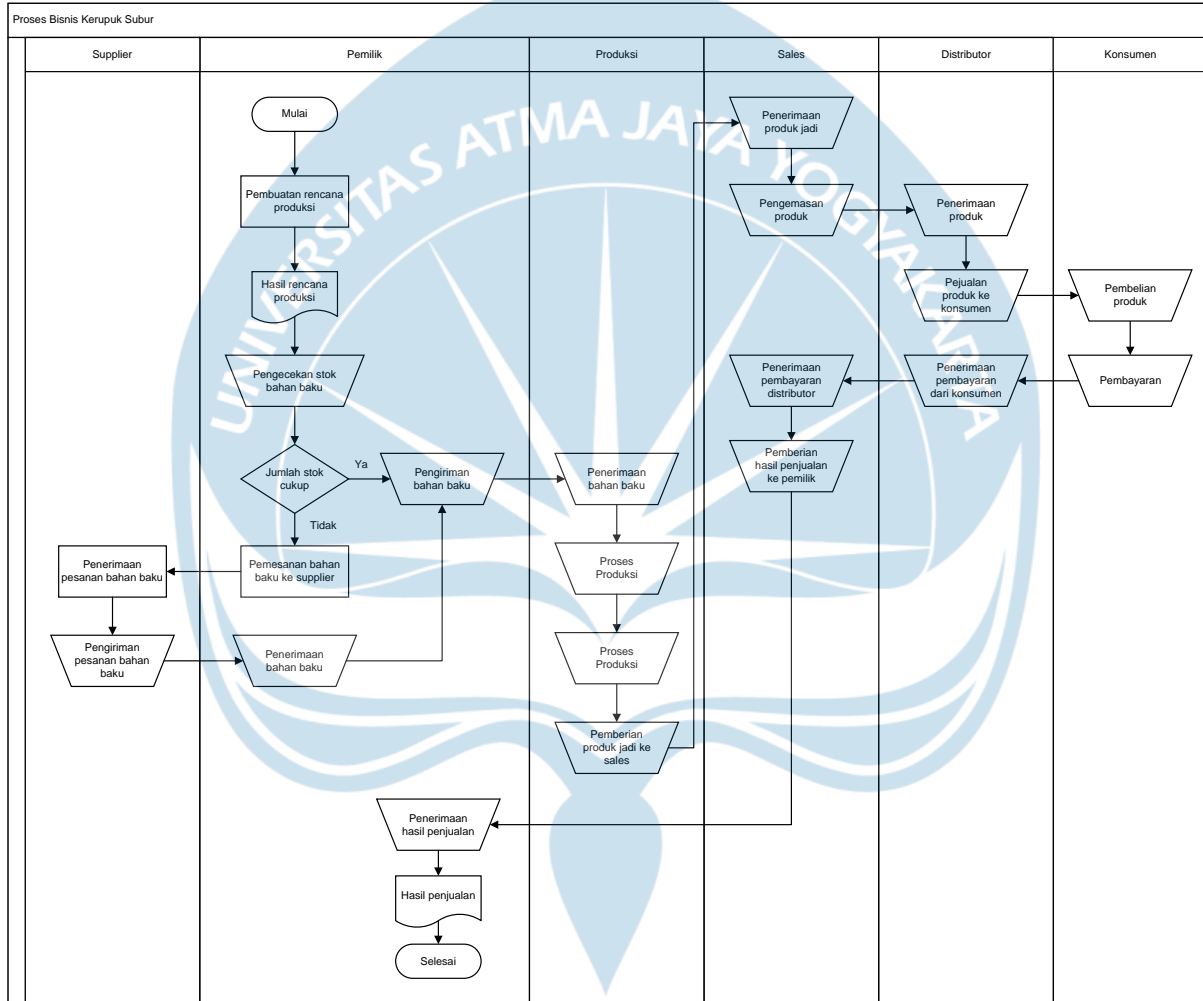 Proses Bisnis Kerupuk Subur
Supplier
Pemilik
Produksi
Sales
Distributor
Konsumen
UNIVERSITAS ATMA JAYA YOGYAKARTA
Mulai
Pembuatan rencana
produksi
Hasil rencana
produksi
Pengecekan stok
bahan baku
Jumlah stok
cukup
Ya
Tidak
Pengiriman
bahan baku
Pemesanan bahan
baku ke supplier
Penerimaan
pesanan bahan baku
Pengiriman
pesanan bahan
baku
Penerimaan
bahan baku
Penerimaan
bahan baku
Proses
Produksi
Proses
Produksi
Pemberian
produk jadi ke
sales
Penerimaan
produk jadi
Pengemasan
produk
Penerimaan
produk
Pejualan
produk ke
konsumen
Pembelian
produk
Pembayaran
Penerimaan
pembayaran
dari konsumen
Penerimaan
pembayaran
distributor
Pemberian
hasil penjualan
ke pemilik
Penerimaan
hasil penjualan
Hasil penjualan
Selesai